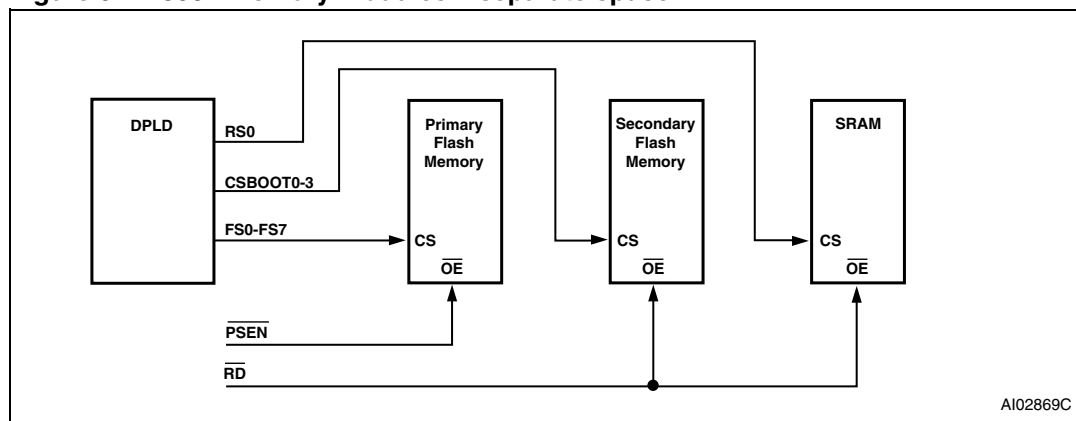 DPLD
RS0
CSBOOT0-3
FS0-FS7
Primary
Flash
Memory
CS
OE
Secondary
Flash
Memory
CS
OE
SRAM
CS
OE
PSEN
RD
AI02869C